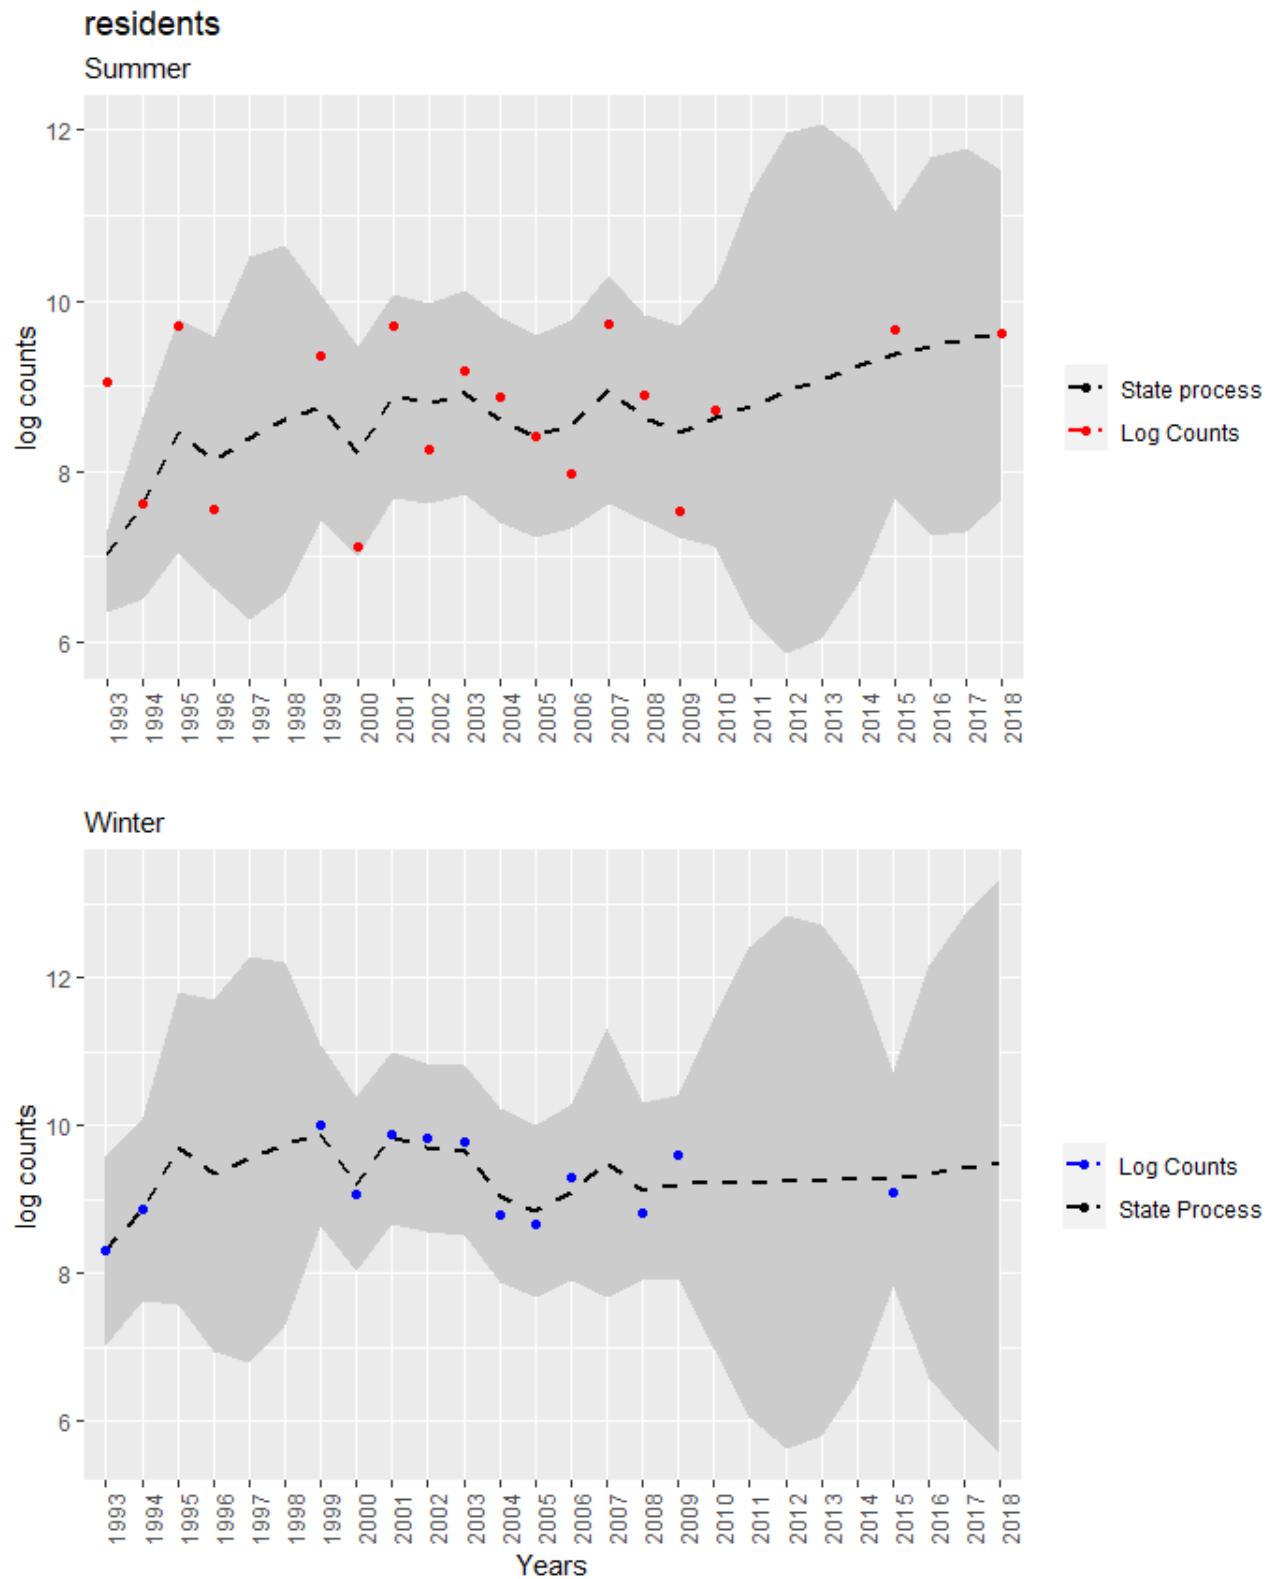 residents
Summer
log counts
12
10
8
6
1993 1994 1995 1996 1997 1998 1999 2000 2001 2002 2003 2004 2005 2006 2007 2008 2009 2010 2011 2012 2013 2014 2015 2016 2017 2018
State process
Log Counts
Winter
log counts
12
10
8
6
1993 1994 1995 1996 1997 1998 1999 2000 2001 2002 2003 2004 2005 2006 2007 2008 2009 2010 2011 2012 2013 2014 2015 2016 2017 2018
Years
Log Counts
State Process